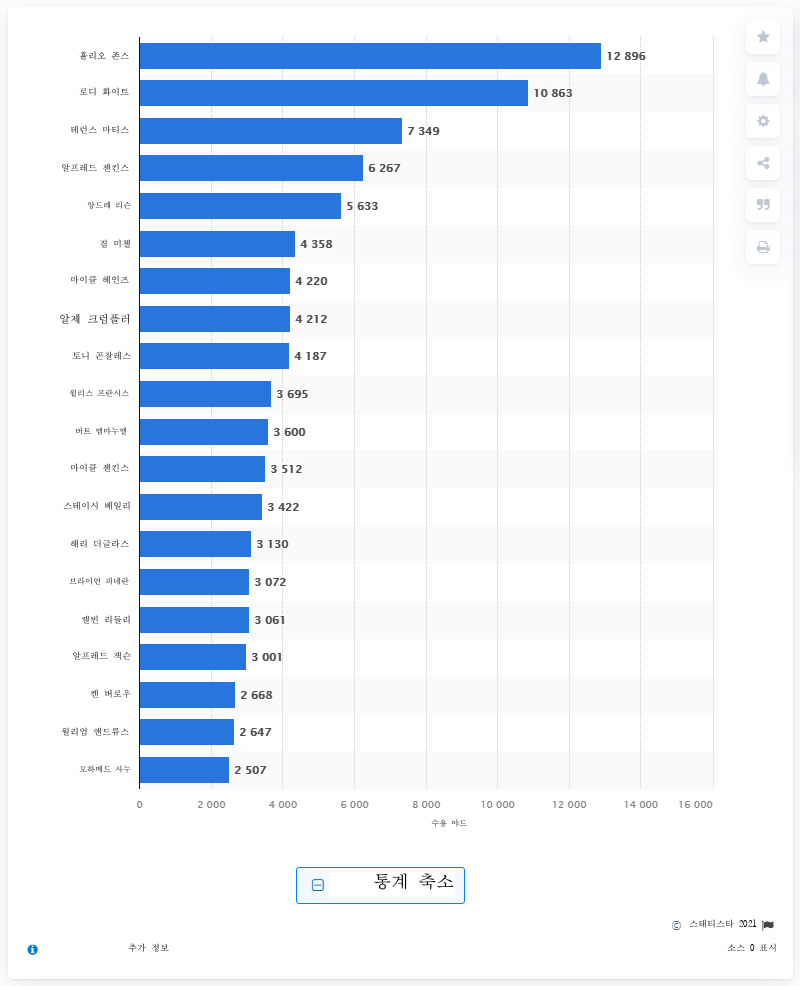 훌리오 존스 12 896
로디 화이트 10 863
테런스 마티스 7 349
알프레드 젠킨스 6 267
앙드레 리슨 5 633
짐 미첼 4 358
마이클 헤인즈 4 220
알제 크럼플러 4 212
토니 곤잘레스 4 187
월리스 프란시스 3 695
버트 엠마누엘 3 600
마이클 젠킨스 3 512
스테이시 베일리 3 422
해리 더글라스 3 130
브라이언 피네란 3 072
캘빈 리들리 3 061
알프레드 잭슨 3 001
켄 버로우 2 668
윌리엄 앤드류스 2 647
모하메드 사누 2 507
0 2 000 4 000 6 000 8 000 10 000 12 000 14 000 16 000
수용 야드
통계 축소
© 스태티스타 2021
추가 정보 소스 0 표시